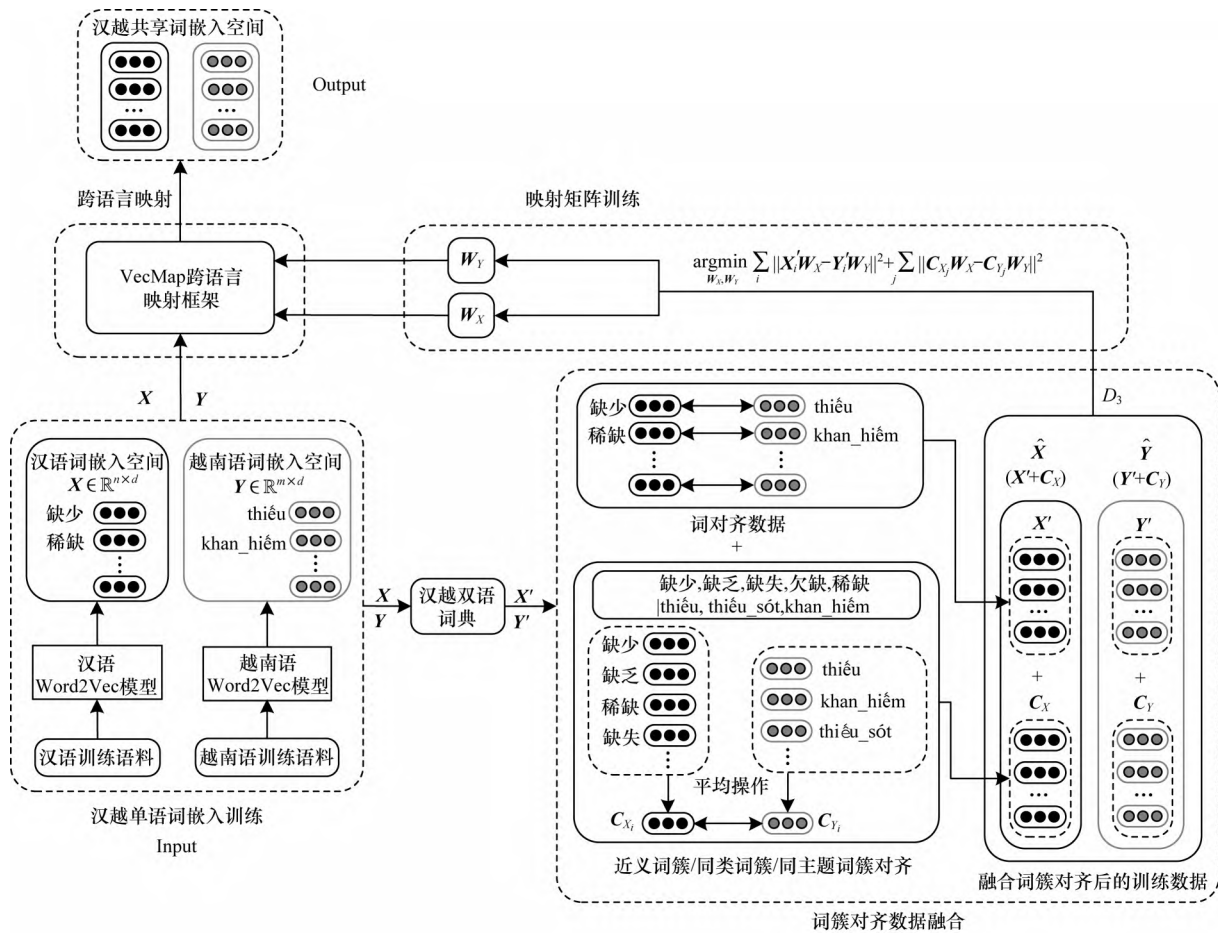 汉越共享词嵌入空间
...
...
Output
跨语言映射
映射矩阵训练
VecMap跨语言
映射框架
W_Y
W_X
argmin_{W_X,W_Y} ∑_i ||X'_iW_X−Y'_iW_Y||²+∑_j ||C_{X_j}W_X−C_{Y_j}W_Y||²
X Y
汉语词嵌入空间
X∈ℝ^{n×d}
缺少
稀缺
越南语词嵌入空间
Y∈ℝ^{m×d}
thiếu
khan_hiếm
汉语
Word2Vec模型
越南语
Word2Vec模型
汉语训练语料
越南语训练语料
汉越单语词嵌入训练
Input
X
Y
汉越双语
词典
X'
Y'
缺少 thiếu
稀缺 khan_hiếm
词对齐数据
+
缺少,缺乏,缺失,欠缺,稀缺
|thiếu, thiếu_sót,khan_hiếm
缺少
缺乏
稀缺
缺失
thiếu
khan_hiếm
thiếu_sót
平均操作
C_{X_i} C_{Y_i}
近义词簇/同类词簇/同主题词簇对齐
D_3
X̂ Ŷ
(X'+C_X) (Y'+C_Y)
X' Y'
... ...
+ +
C_X C_Y
... ...
融合词簇对齐后的训练数据
词簇对齐数据融合